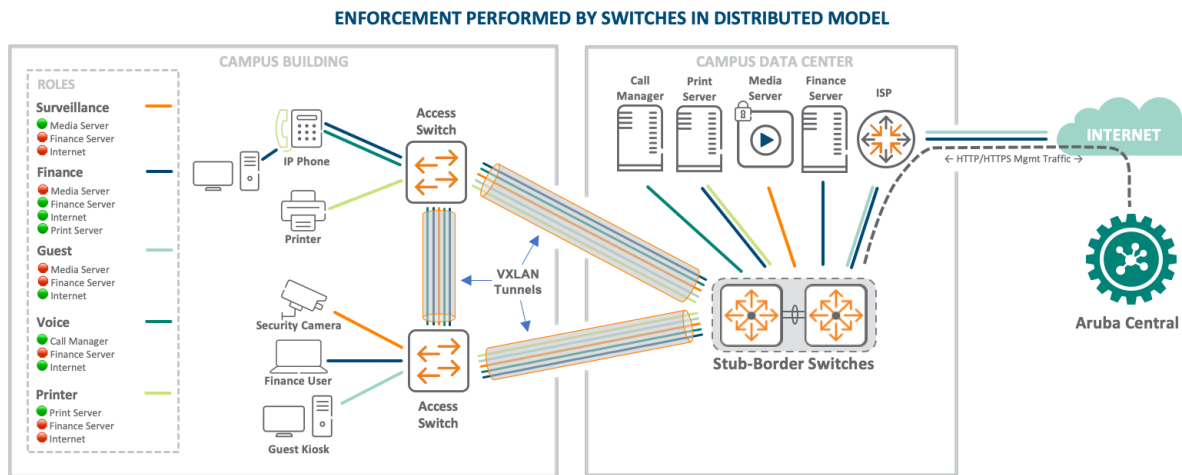 ENFORCEMENT PERFORMED BY SWITCHES IN DISTRIBUTED MODEL
CAMPUS BUILDING
ROLES
Surveillance
Media Server
Finance Server
Internet
Finance
Media Server
Finance Server
Internet
Print Server
Guest
Media Server
Finance Server
Internet
Voice
Call Manager
Finance Server
Internet
Printer
Print Server
Finance Server
Internet
IP Phone
Printer
Security Camera
Finance User
Guest Kiosk
Access
Switch
VXLAN
Tunnels
Access
Switch
CAMPUS DATA CENTER
Call
Manager
Print
Server
Media
Server
Finance
Server
ISP
Stub-Border Switches
INTERNET
← HTTP/HTTPS Mgmt Traffic →
Aruba Central